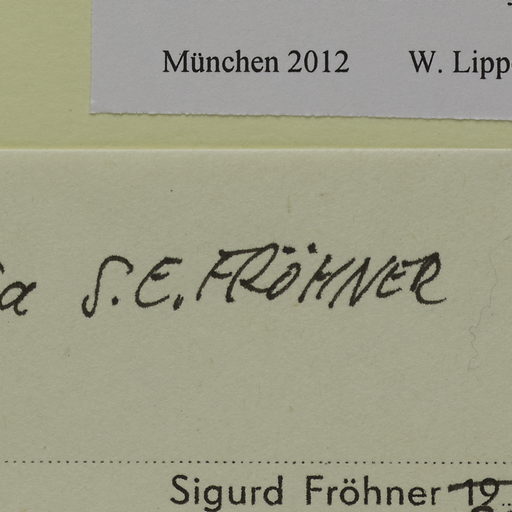 München 2012 W. Lipp
a S. E. FRÖHNER
Sigurd Fröhner 19